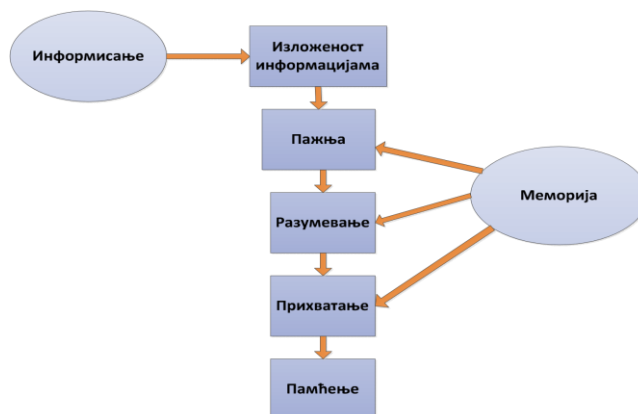 Информисање
Изложеност
информацијама
Пажња
Разумевање
Меморија
Прихватање
Памћење